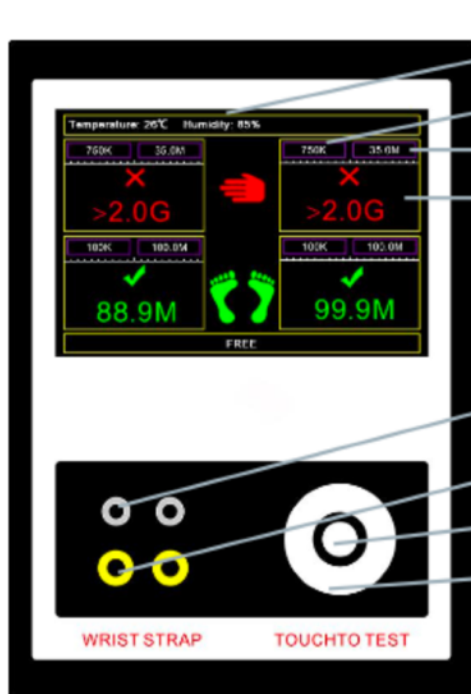 Temperature: 26℃ Humidity: 85%
750K 35.0M
>2.0G
750K 35.0M
>2.0G
100K 100.0M
88.9M
100K 100.0M
99.9M
FREE
WRIST STRAP
TOUCHTO TEST